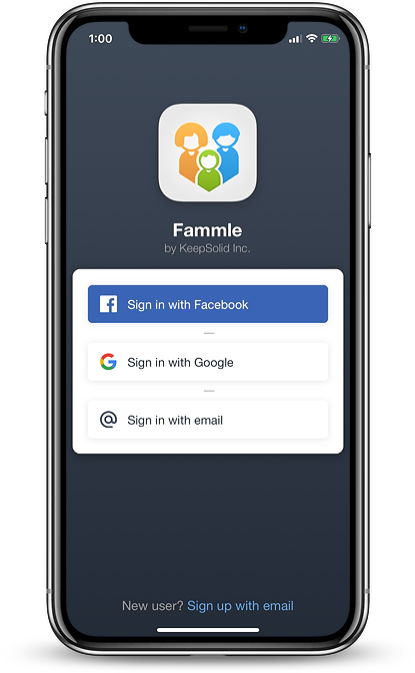 1:00
Fammle
by KeepSolid Inc.
Sign in with Facebook
Sign in with Google
Sign in with email
New user? Sign up with email